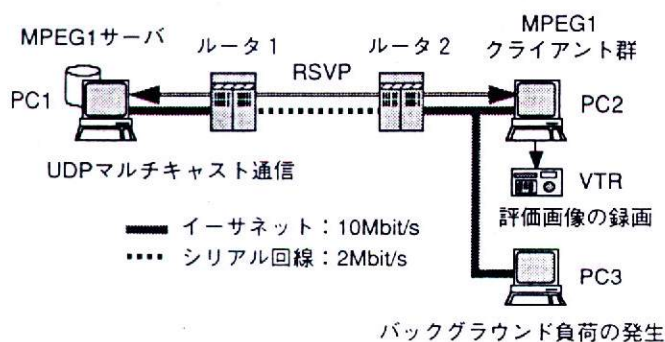 MPEG1サーバ
ルータ1
ルータ2
MPEG1
クライアント群
RSVP
PC1
PC2
UDPマルチキャスト通信
VTR
評価画像の録画
イーサネット:10Mbit/s
シリアル回線:2Mbit/s
PC3
バックグラウンド負荷の発生